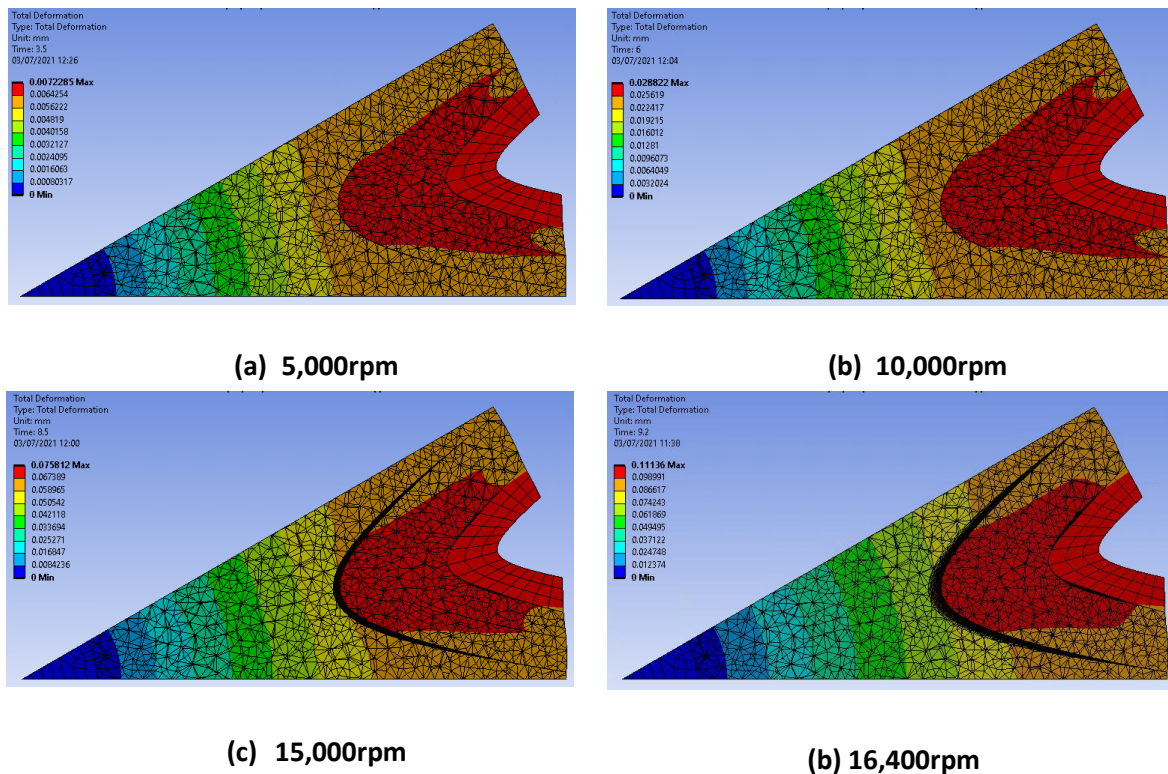 Total Deformation
Type: Total Deformation
Unit: mm
Time: 3.5
03/07/2021 12:26
0.0072285 Max
0.0064254
0.0056222
0.004819
0.0040158
0.0032127
0.0024095
0.0016063
0.00080317
0 Min
Total Deformation
Type: Total Deformation
Unit: mm
Time: 6
03/07/2021 12:04
0.028822 Max
0.025619
0.022417
0.019215
0.016012
0.01281
0.0096073
0.0064049
0.0032024
0 Min
(a) 5,000rpm
(b) 10,000rpm
Total Deformation
Type: Total Deformation
Unit: mm
Time: 8.5
03/07/2021 12:00
0.075812 Max
0.067389
0.058965
0.050542
0.042118
0.033694
0.025271
0.016847
0.0084236
0 Min
Total Deformation
Type: Total Deformation
Unit: mm
Time: 9.2
03/07/2021 11:38
0.11136 Max
0.098991
0.086617
0.074243
0.061869
0.049495
0.037122
0.024748
0.012374
0 Min
(c) 15,000rpm
(b) 16,400rpm